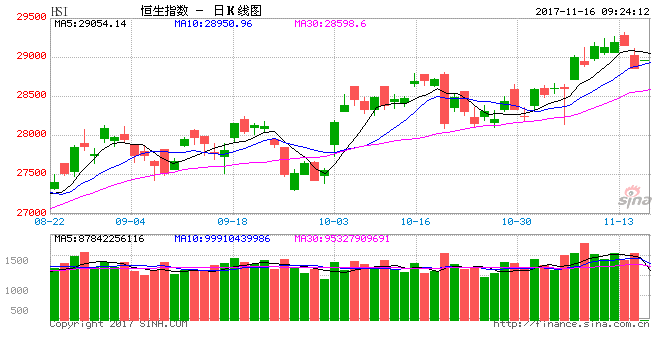 HSI 恒生指数 － 日K线图 2017-11-16 09:24:12
MA5:29054.14 MA10:28950.96 MA30:28598.6
29500
29000
28500
28000
27500
27000
08-22 09-04 09-18 10-03 10-16 10-30 11-13
sina
MA5:87842256116 MA10:99910439986 MA30:95327909691
1500
1000
500
Copyright 2017 SINA.COM http://finance.sina.com.cn